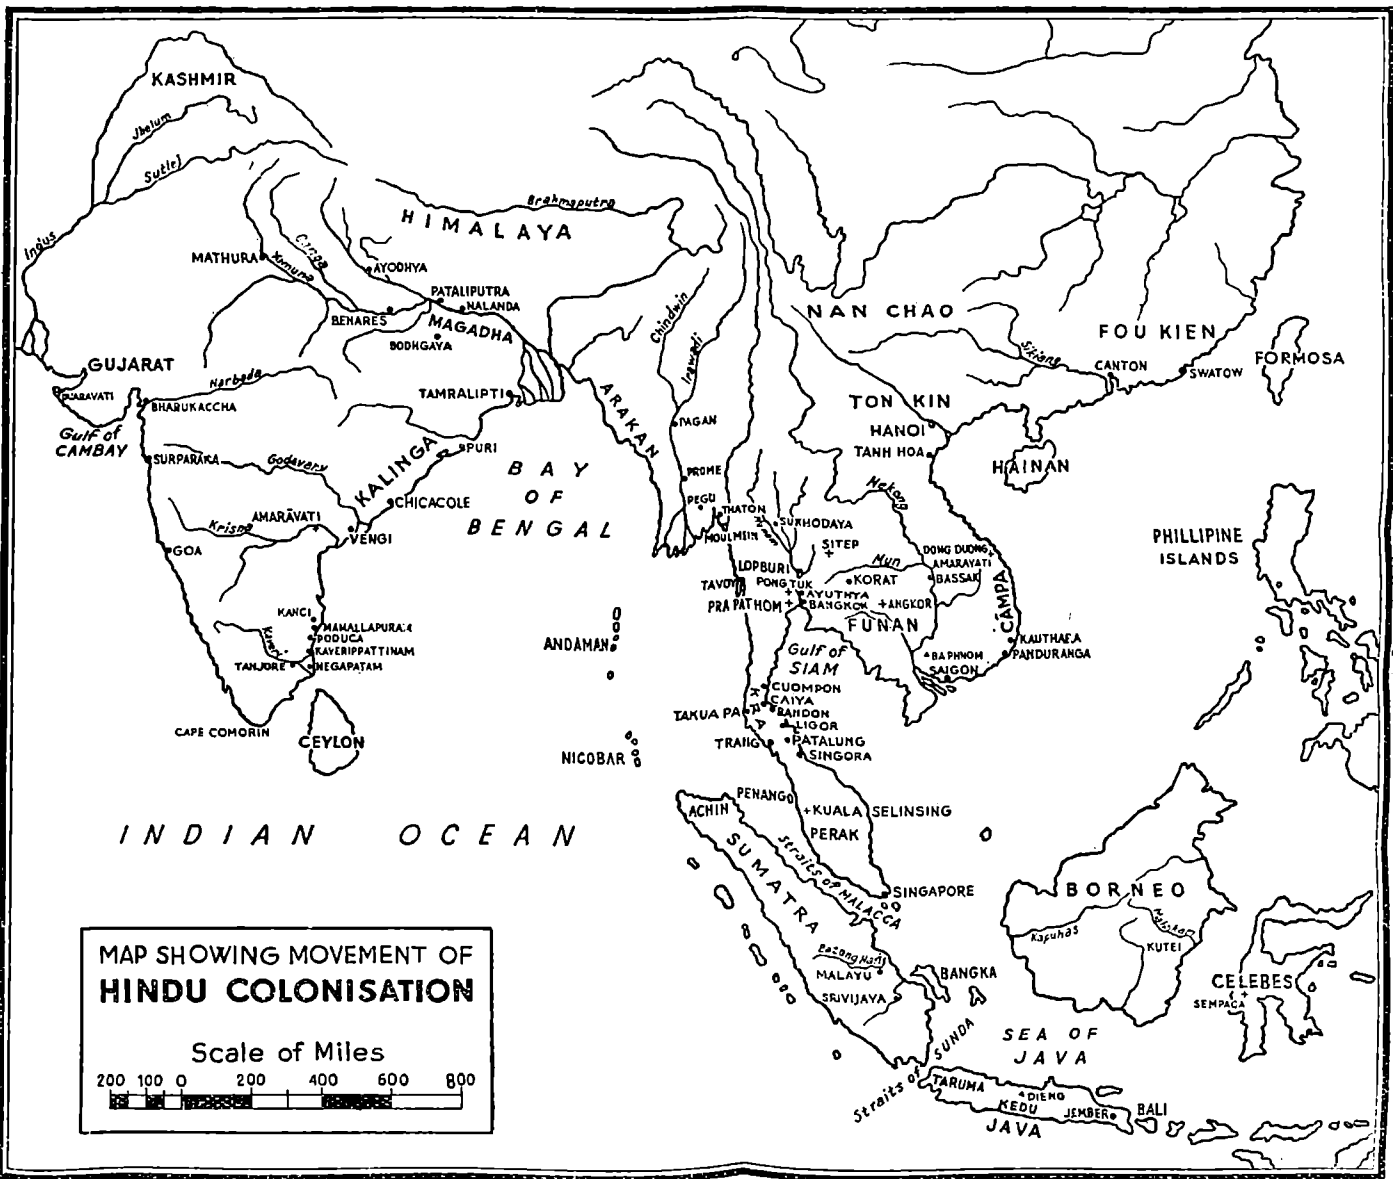 KASHMIR
Jhelum
Sutlej
Indus
HIMALAYA
Brahmaputra
MATHURA
Ganga
AYODHYA
PATALIPUTRA
NALANDA
BEHARES
MAGADHA
BODHGAYA
GUJARAT
Narbada
BHARUKACCHA
TAMRALIPTI
Gulf of
CAMBAY
SURPARĀKA
Godavary
KALINGA
PURI
CHICACOLE
AMARĀVATI
Krisna
VENGI
GOA
KANCI
PODUCA
KAVERIPPATTINAM
TANJORE
NEGAPATAM
CAPE COMORIN
CEYLON
BAY
OF
BENGAL
ANDAMAN
NICOBAR
INDIAN OCEAN
Chindwin
Irawadi
ARAKAN
PAGAN
PROME
PEGU
THATON
MOULMEIN
NAN CHAO
FOU KIEN
Sikiang
CANTON
SWATOW
FORMOSA
TON KIN
HANOI
TANH HOA
HAINAN
Mekong
SUKHODAYA
SITEP
LOPBURI
Mun
DONG DUONG
AMARAVATI
BASSAK
TAVOY
PONG TUK
KORAT
AYUTHYA
PRA PATHOM
BANGKOK
ANGKOR
CAMPA
FUNAN
KAUTHARA
PANDURANGA
Gulf of
SIAM
BAPHNOM
SAIGON
KRA
CUOMPON
CAIYA
BANDON
TAKUA PA
LIGOR
TRANG
PATALUNG
SINGORA
PHILLIPINE
ISLANDS
PENANG
ACHIN
KUALA SELINSING
PERAK
SUMATRA
Straits of MALACCA
SINGAPORE
BORNEO
Kapuhas
KUTEI
MALAYU
BANGKA
SRIVIJAYA
CELEBES
SEMPAGA
SEA OF
JAVA
Straits of SUNDA
TARUMA
DIENG
KEDU
JEMBER
BALI
JAVA
MAP SHOWING MOVEMENT OF
HINDU COLONISATION
Scale of Miles
200 100 0 200 400 600 800